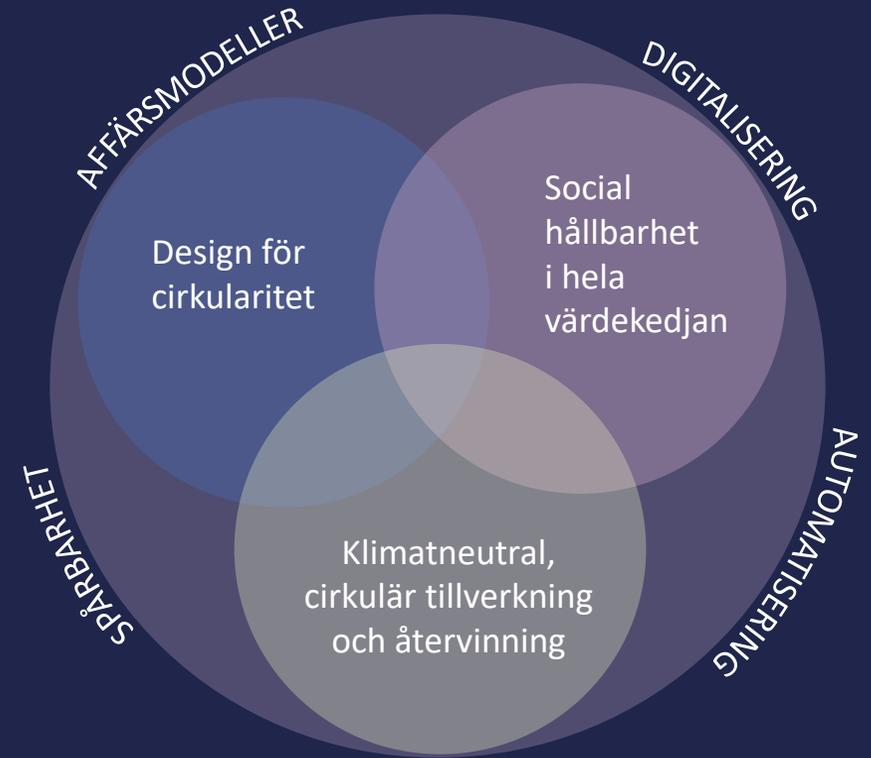 AFFÄRSMODELLER
DIGITALISERING
Design för
cirkularitet
Social
hållbarhet
i hela
värdekedjan
SPÅRBARHET
AUTOMATISERING
Klimatneutral,
cirkulär tillverkning
och återvinning